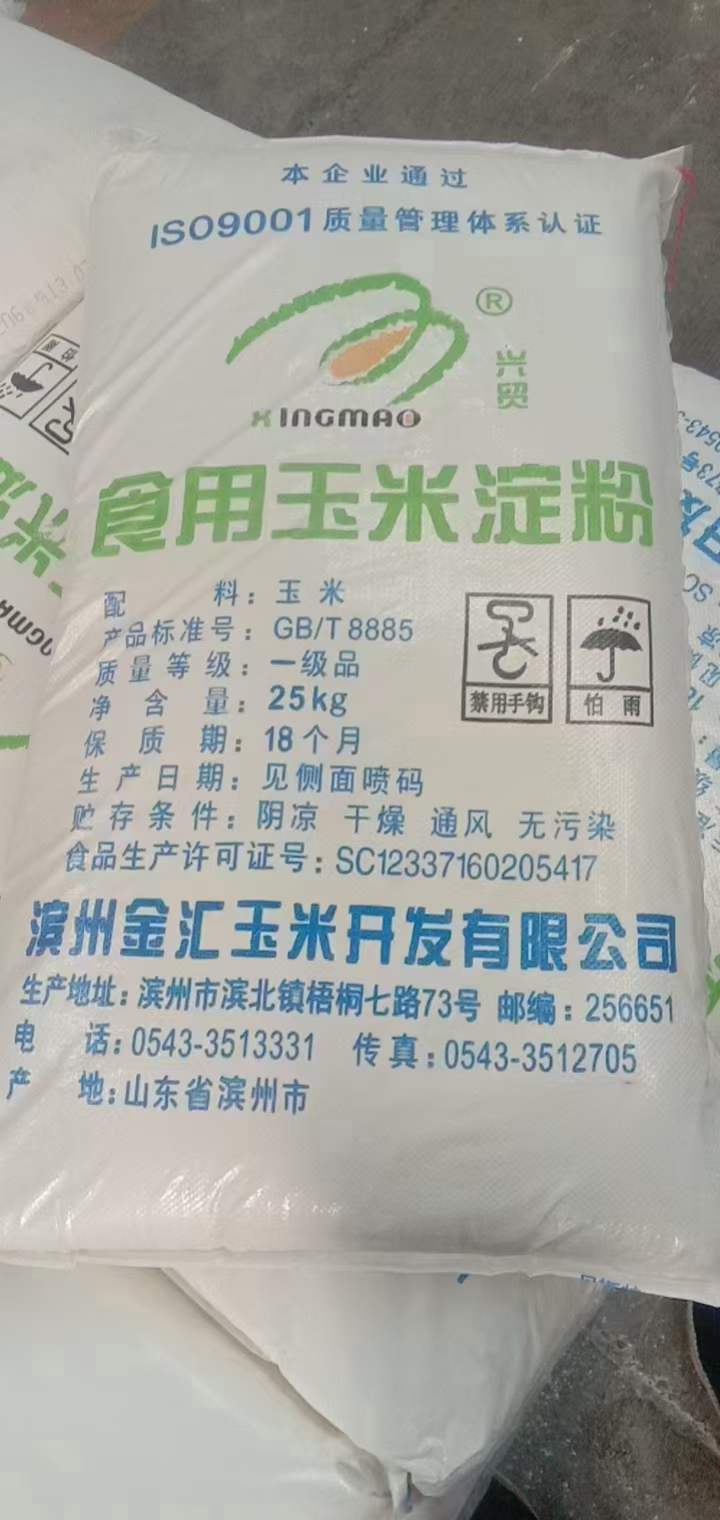 本企业通过
ISO9001质量管理体系认证
®
兴贸
XINGMAO
食用玉米淀粉
配 料：玉米
产品标准号：GB/T 8885
质量等级：一级品
净含量：25kg
保质期：18个月
生产日期：见侧面喷码
贮存条件：阴凉 干燥 通风 无污染
食品生产许可证号：SC12337160205417
禁用手钩
怕雨
滨州金汇玉米开发有限公司
生产地址：滨州市滨北镇梧桐七路73号 邮编：256651
电 话：0543-3513331 传真：0543-3512705
产 地：山东省滨州市